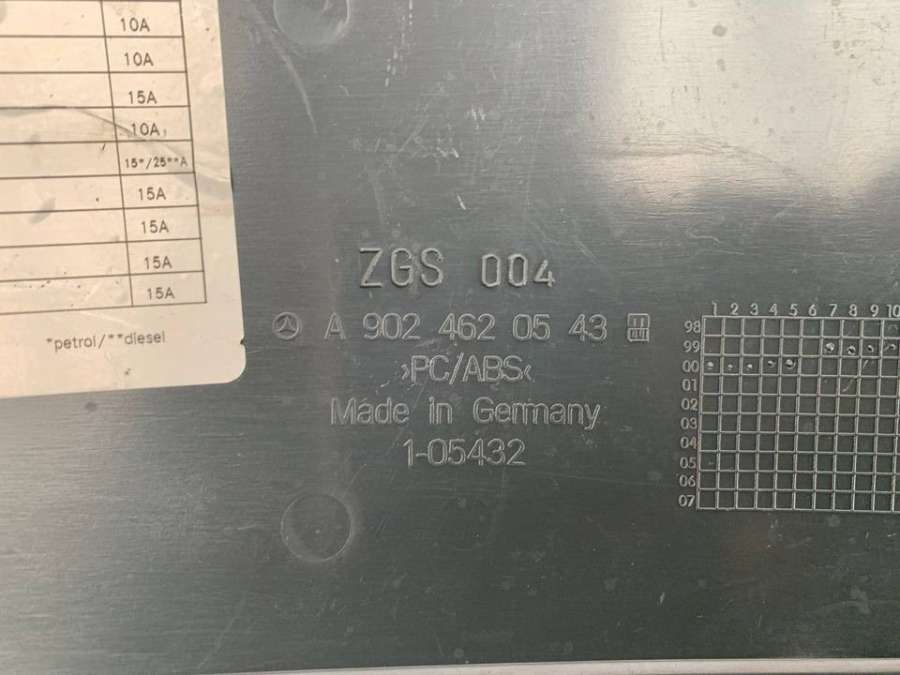 10A
10A
15A
10A
15*/25**A
15A
15A
15A
15A
*petrol/**diesel
ZGS 004
A 902 462 05 43
›PC/ABS‹
Made in Germany
1-05432
1 2 3 4 5 6 7 8 9 10
98
99
00
01
02
03
04
05
06
07